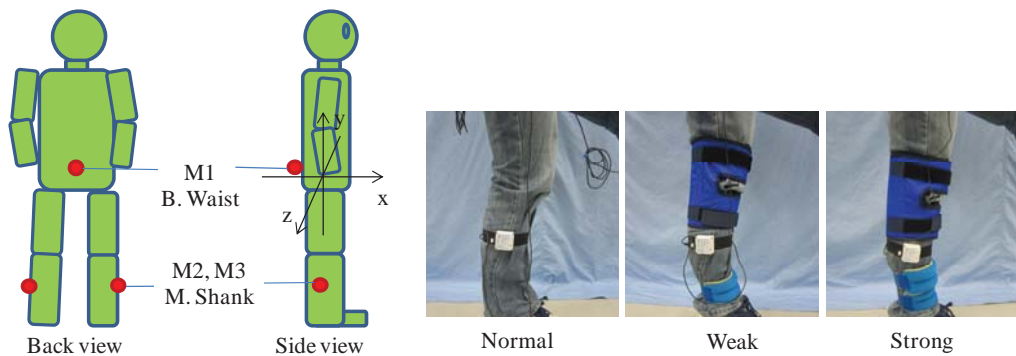 M1
B. Waist
y
x
z
M2, M3
M. Shank
Back view
Side view
Normal
Weak
Strong